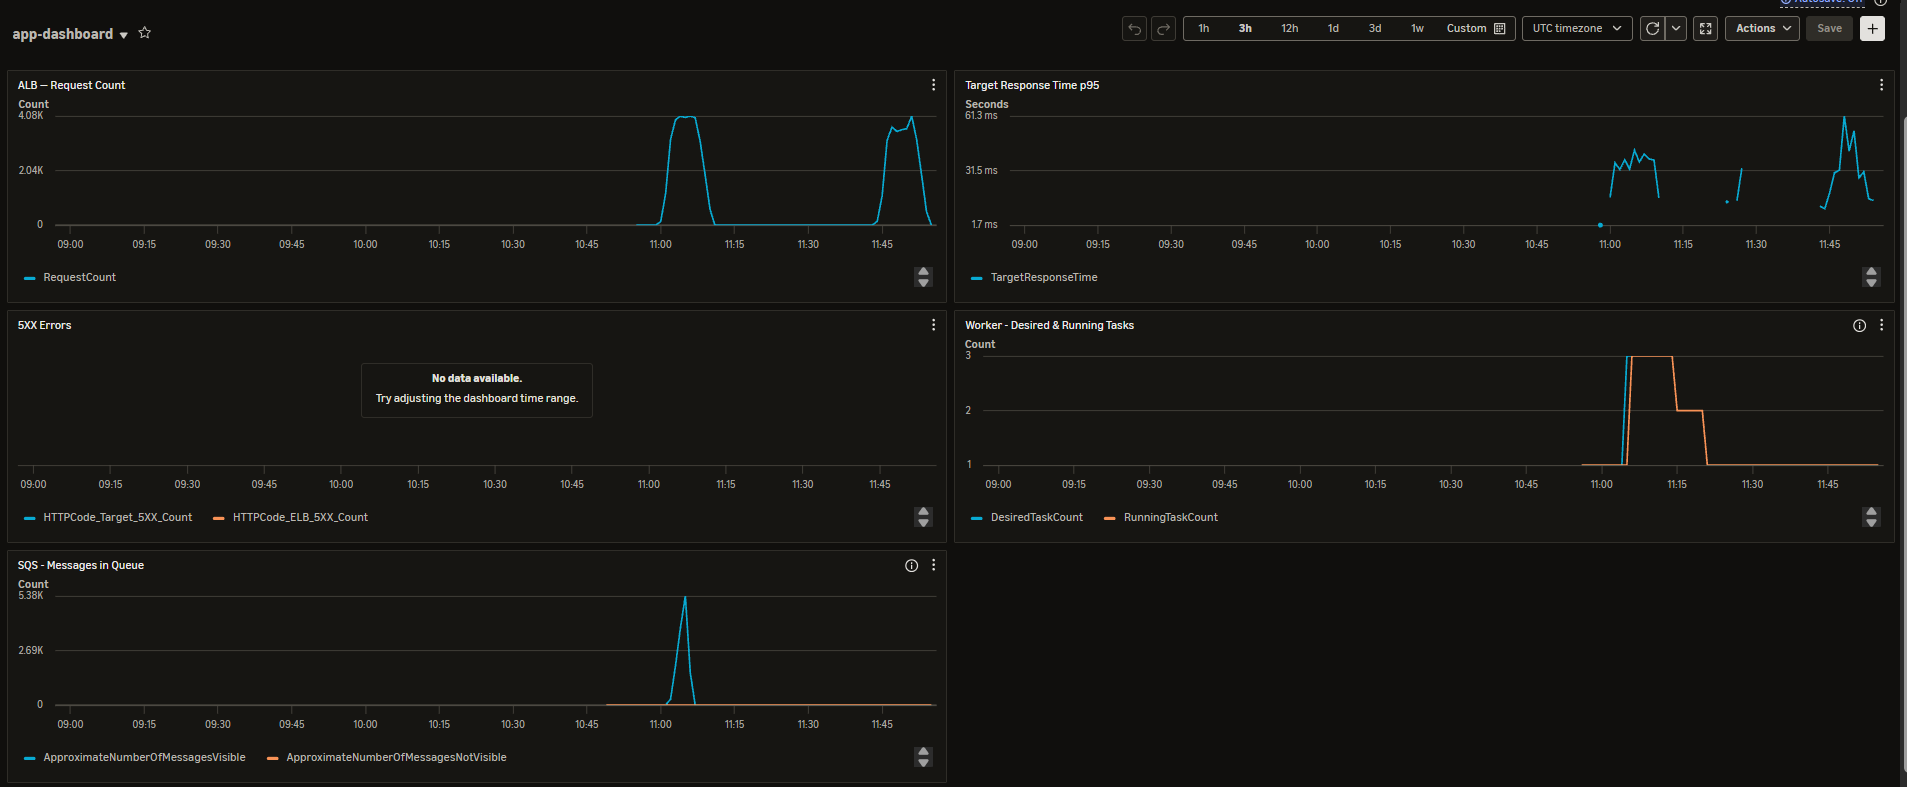 app-dashboard
1h 3h 12h 1d 3d 1w Custom UTC timezone Actions Save
ALB – Request Count
Count
4.08K
2.04K
0
09:00 09:15 09:30 09:45 10:00 10:15 10:30 10:45 11:00 11:15 11:30 11:45
RequestCount
Target Response Time p95
Seconds
61.3 ms
31.5 ms
1.7 ms
09:00 09:15 09:30 09:45 10:00 10:15 10:30 10:45 11:00 11:15 11:30 11:45
TargetResponseTime
5XX Errors
No data available.
Try adjusting the dashboard time range.
09:00 09:15 09:30 09:45 10:00 10:15 10:30 10:45 11:00 11:15 11:30 11:45
HTTPCode_Target_5XX_Count HTTPCode_ELB_5XX_Count
Worker - Desired & Running Tasks
Count
3
2
1
09:00 09:15 09:30 09:45 10:00 10:15 10:30 10:45 11:00 11:15 11:30 11:45
DesiredTaskCount RunningTaskCount
SQS - Messages in Queue
Count
5.38K
2.69K
0
09:00 09:15 09:30 09:45 10:00 10:15 10:30 10:45 11:00 11:15 11:30 11:45
ApproximateNumberOfMessagesVisible ApproximateNumberOfMessagesNotVisible